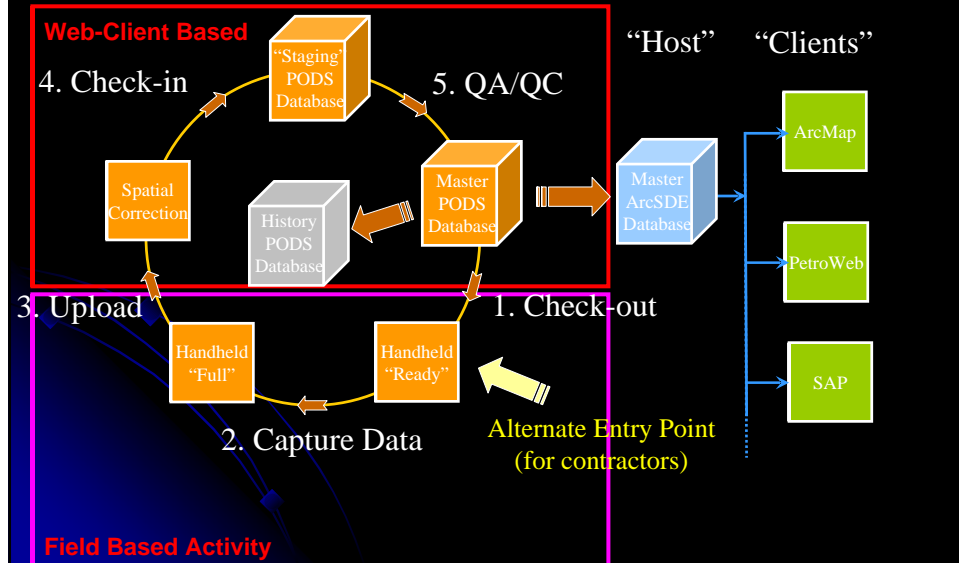 Web-Client Based
"Host"
"Clients"
4. Check-in
"Staging"
PODS
Database
5. QA/QC
ArcMap
Spatial
Correction
History
PODS
Database
Master
PODS
Database
Master
ArcSDE
Database
PetroWeb
3. Upload
1. Check-out
Handheld
"Full"
Handheld
"Ready"
SAP
2. Capture Data
Alternate Entry Point
(for contractors)
Field Based Activity